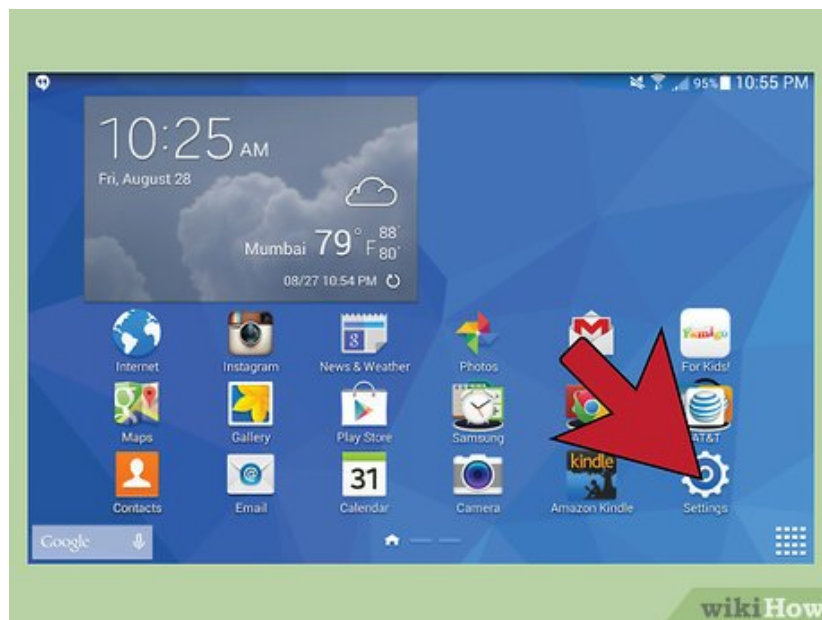 95% 10:55 PM
10:25 AM
Fri, August 28
Mumbai 79° F 88° 80°
08/27 10:54 PM
Internet Instagram News & Weather Photos For Kids!
Maps Gallery Play Store Samsung AT&T
kindle
31
Contacts Email Calendar Camera Amazon Kindle Settings
Google
wikiHow